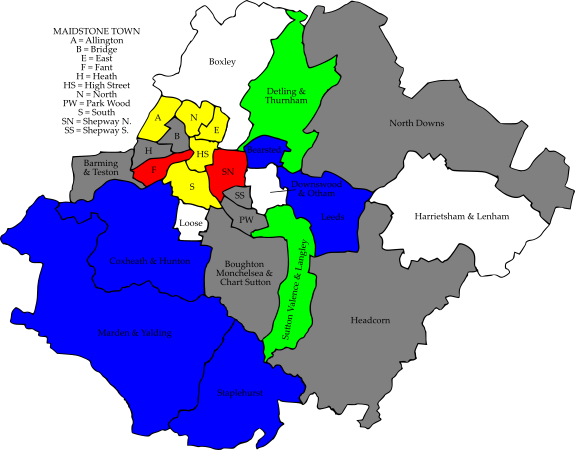 MAIDSTONE TOWN
A = Allington
B = Bridge
E = East
F = Fant
H = Heath
HS = High Street
N = North
PW = Park Wood
S = South
SN = Shepway N.
SS = Shepway S.
Boxley
Detling &
Thurnham
North Downs
A
N
E
B
H
HS
Bearsted
Barming
& Teston
F
SN
S
SS
Downswood
& Otham
Leeds
Harrietsham & Lenham
Loose
PW
Coxheath & Hunton
Boughton
Monchelsea &
Chart Sutton
Sutton Valence & Langley
Headcorn
Marden & Yalding
Staplehurst